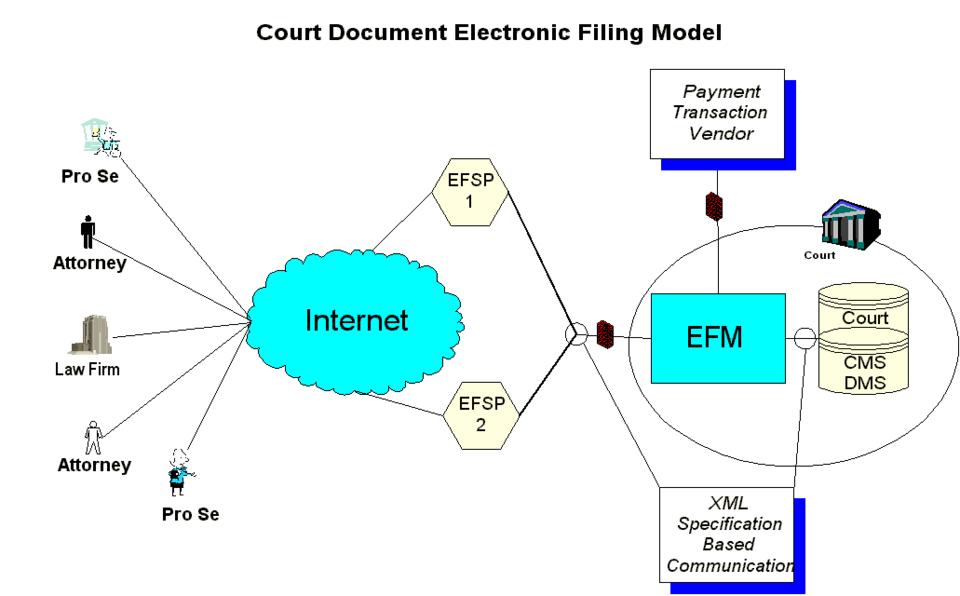 Court Document Electronic Filing Model
Payment
Transaction
Vendor
Pro Se
EFSP
1
Attorney
Court
Internet
EFM
Court
CMS
DMS
Law Firm
EFSP
2
Attorney
Pro Se
XML
Specification
Based
Communication